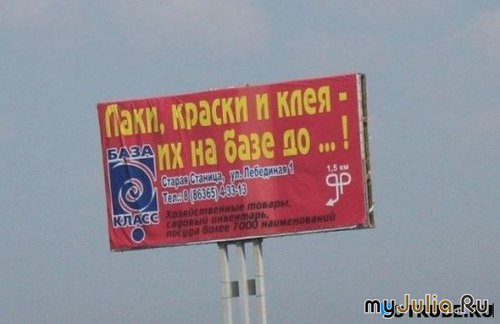 Лаки, краски и клея -
их на базе до ... !
БАЗА
КЛАСС
Старая Станица, ул. Лебединая 1
Тел.: 8 (86365) 4-33-13
1,5 км
Хозяйственные товары,
садовый инвентарь,
посуда более 7000 наименований
myJulia.Ru